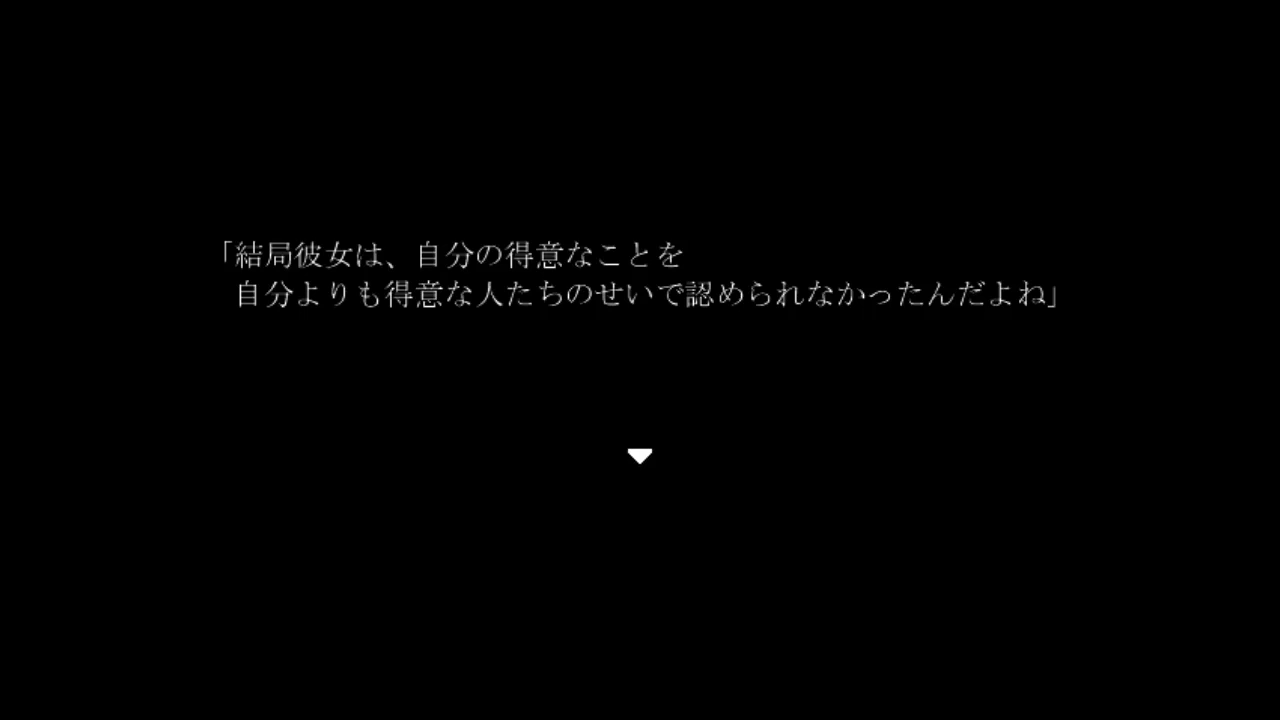 「結局彼女は、自分の得意なことを
自分よりも得意な人たちのせいで認められなかったんだよね」